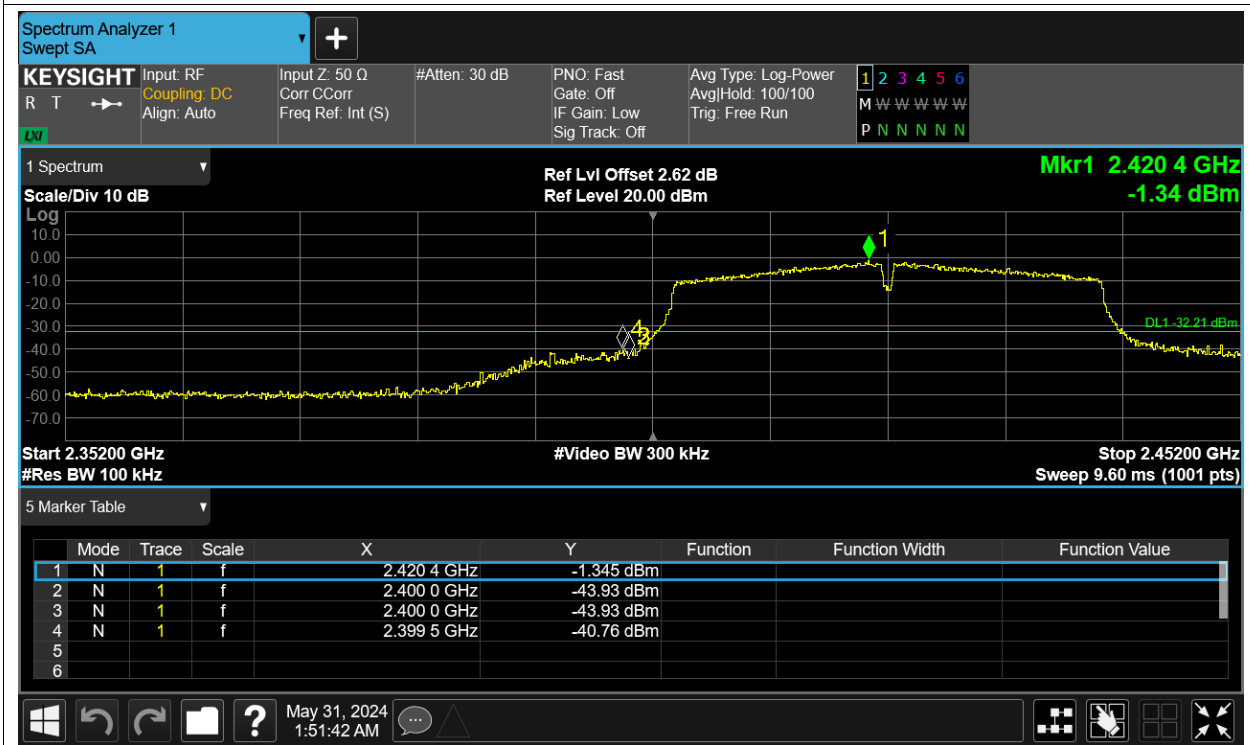 Spectrum Analyzer 1
Swept SA
KEYSIGHT
R T
LXI
Input: RF
Coupling: DC
Align: Auto
Input Z: 50 Ω
Corr CCorr
Freq Ref: Int (S)
#Atten: 30 dB
PNO: Fast
Gate: Off
IF Gain: Low
Sig Track: Off
Avg Type: Log-Power
Avg|Hold: 100/100
Trig: Free Run
1 2 3 4 5 6
M W W W W W
P N N N N N
1 Spectrum
Scale/Div 10 dB
Ref Lvl Offset 2.62 dB
Ref Level 20.00 dBm
Mkr1 2.420 4 GHz
-1.34 dBm
Log
10.0
0.00
-10.0
-20.0
-30.0
-40.0
-50.0
-60.0
-70.0
1
4
DL1 -32.21 dBm
Start 2.35200 GHz
#Video BW 300 kHz
Stop 2.45200 GHz
#Res BW 100 kHz
Sweep 9.60 ms (1001 pts)
5 Marker Table
Mode Trace Scale X Y Function Function Width Function Value
1 N 1 f 2.420 4 GHz -1.345 dBm
2 N 1 f 2.400 0 GHz -43.93 dBm
3 N 1 f 2.400 0 GHz -43.93 dBm
4 N 1 f 2.399 5 GHz -40.76 dBm
5
6
?
May 31, 2024
1:51:42 AM